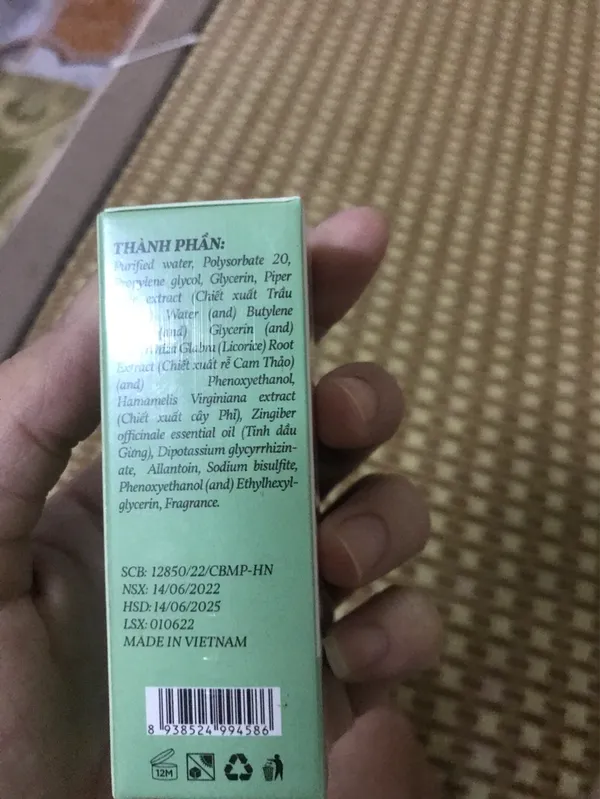 THÀNH PHẦN:
Purified water, Polysorbate 20,
Propylene glycol, Glycerin, Piper
extract (Chiết xuất Trầu
Water (and) Butylene
(and) Glycerin (and)
Glabra (Licorice) Root
Extract (Chiết xuất rễ Cam Thảo)
(and) Phenoxyethanol,
Hamamelis Virginiana extract
(Chiết xuất cây Phỉ), Zingiber
officinale essential oil (Tinh dầu
Gừng), Dipotassium glycyrrhizin-
ate, Allantoin, Sodium bisulfite,
Phenoxyethanol (and) Ethylhexyl-
glycerin, Fragrance.
SCB: 12850/22/CBMP-HN
NSX: 14/06/2022
HSD: 14/06/2025
LSX: 010622
MADE IN VIETNAM
8 938524 994586
12M